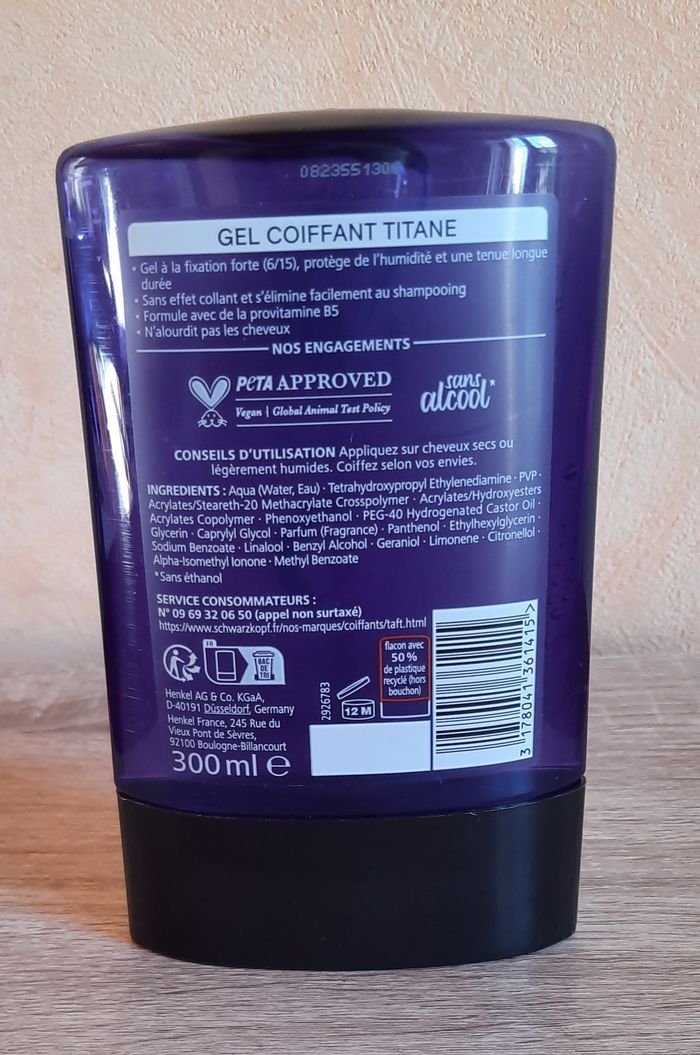 GEL COIFFANT TITANE
• Gel à la fixation forte (6/15), protège de l'humidité et une tenue longue
durée
• Sans effet collant et s'élimine facilement au shampooing
• Formule avec de la provitamine B5
• N'alourdit pas les cheveux
NOS ENGAGEMENTS
PETA APPROVED
Vegan | Global Animal Test Policy
sans
alcool*
CONSEILS D'UTILISATION Appliquez sur cheveux secs ou
légèrement humides. Coiffez selon vos envies.
INGREDIENTS : Aqua (Water, Eau) · Tetrahydroxypropyl Ethylenediamine · PVP ·
Acrylates/Steareth-20 Methacrylate Crosspolymer · Acrylates/Hydroxyesters
Acrylates Copolymer · Phenoxyethanol · PEG-40 Hydrogenated Castor Oil ·
Glycerin · Caprylyl Glycol · Parfum (Fragrance) · Panthenol · Ethylhexylglycerin ·
Sodium Benzoate · Linalool · Benzyl Alcohol · Geraniol · Limonene · Citronellol ·
Alpha-Isomethyl Ionone · Methyl Benzoate
*Sans éthanol
SERVICE CONSOMMATEURS :
N° 09 69 32 06 50 (appel non surtaxé)
https://www.schwarzkopf.fr/nos-marques/coiffants/taft.html
FR
BAC DE TRI
flacon avec
50 %
de plastique
recyclé (hors
bouchon)
Henkel AG & Co. KGaA,
D-40191 Düsseldorf, Germany
Henkel France, 245 Rue du
Vieux Pont de Sèvres,
92100 Boulogne-Billancourt
300 ml e
2926783
12 M
3 178041 361415